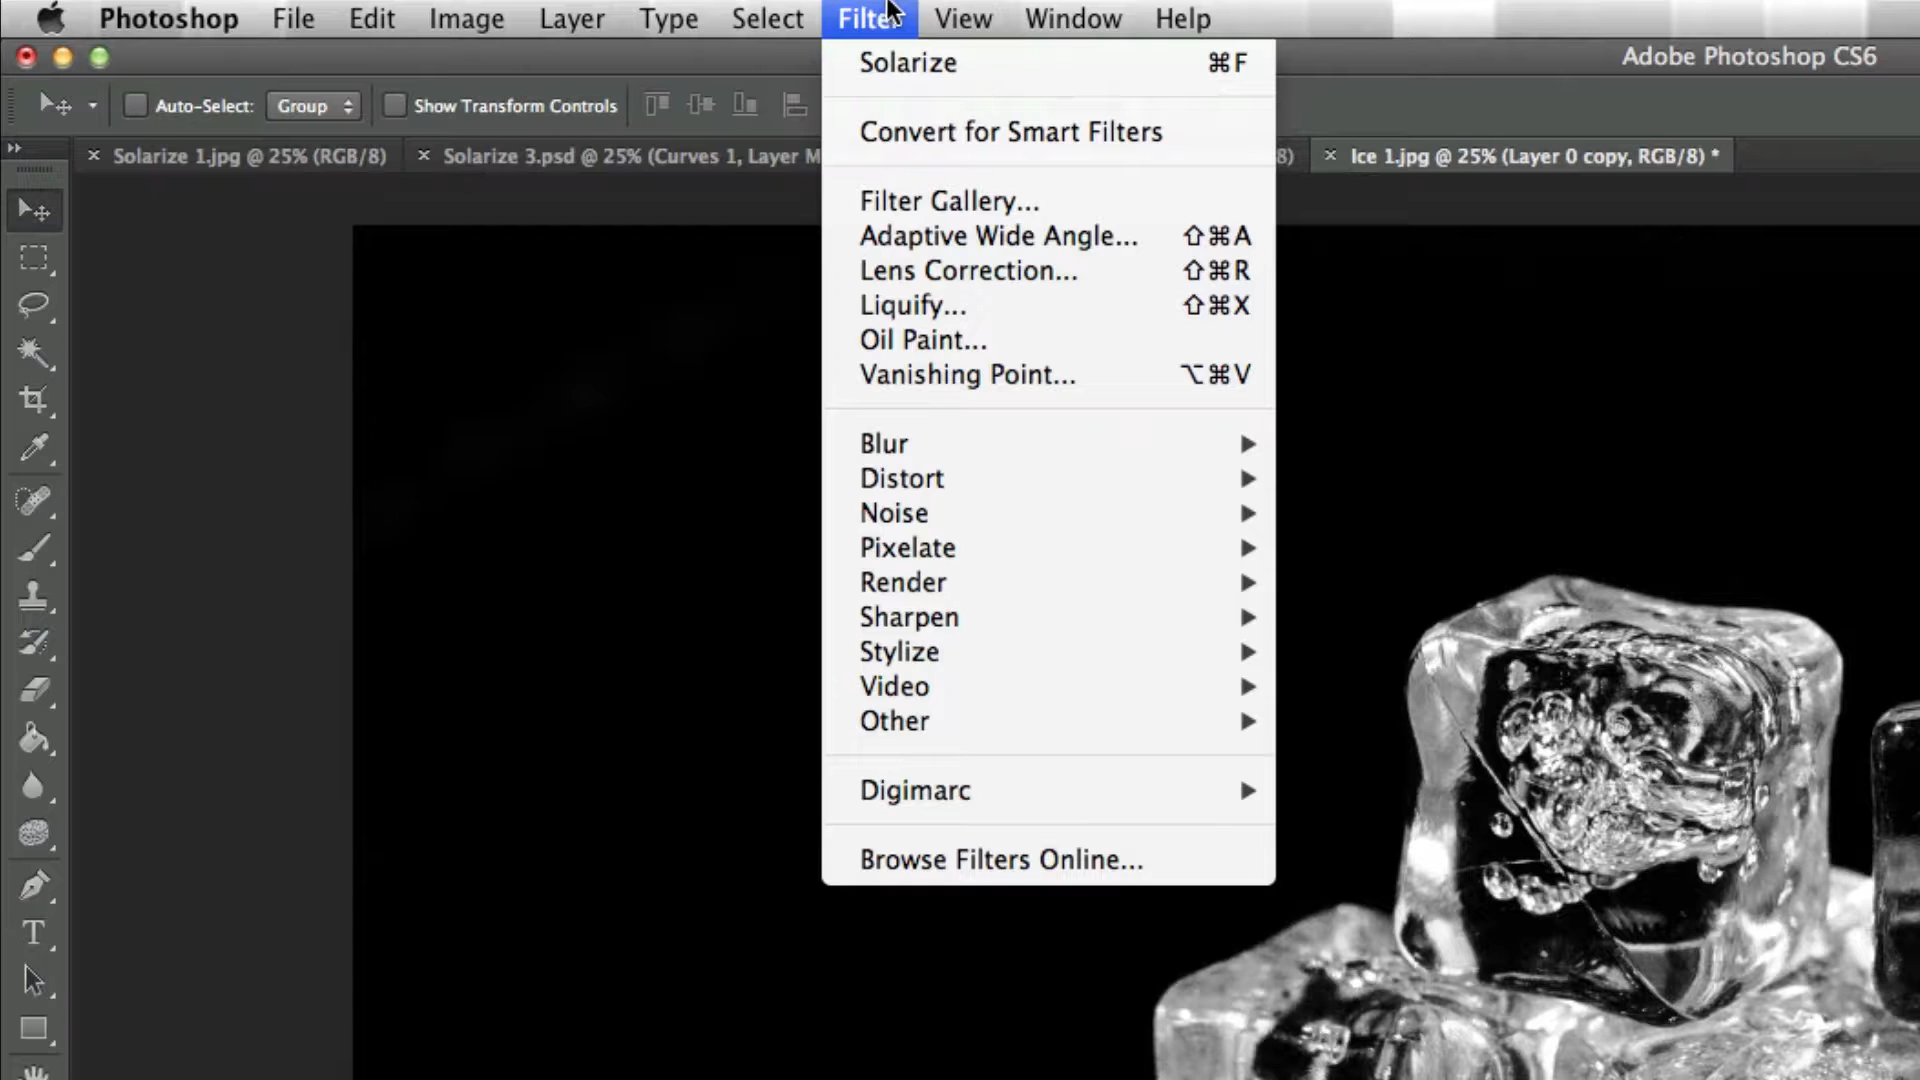 Photoshop File Edit Image Layer Type Select Filter View Window Help
Adobe Photoshop CS6
Auto-Select: Group Show Transform Controls
Solarize 1.jpg @ 25% (RGB/8) Solarize 3.psd @ 25% (Curves 1, Layer M 8) Ice 1.jpg @ 25% (Layer 0 copy, RGB/8) *
Solarize ⌘F
Convert for Smart Filters
Filter Gallery...
Adaptive Wide Angle... ⇧⌘A
Lens Correction... ⇧⌘R
Liquify... ⇧⌘X
Oil Paint...
Vanishing Point... ⌥⌘V
Blur
Distort
Noise
Pixelate
Render
Sharpen
Stylize
Video
Other
Digimarc
Browse Filters Online...